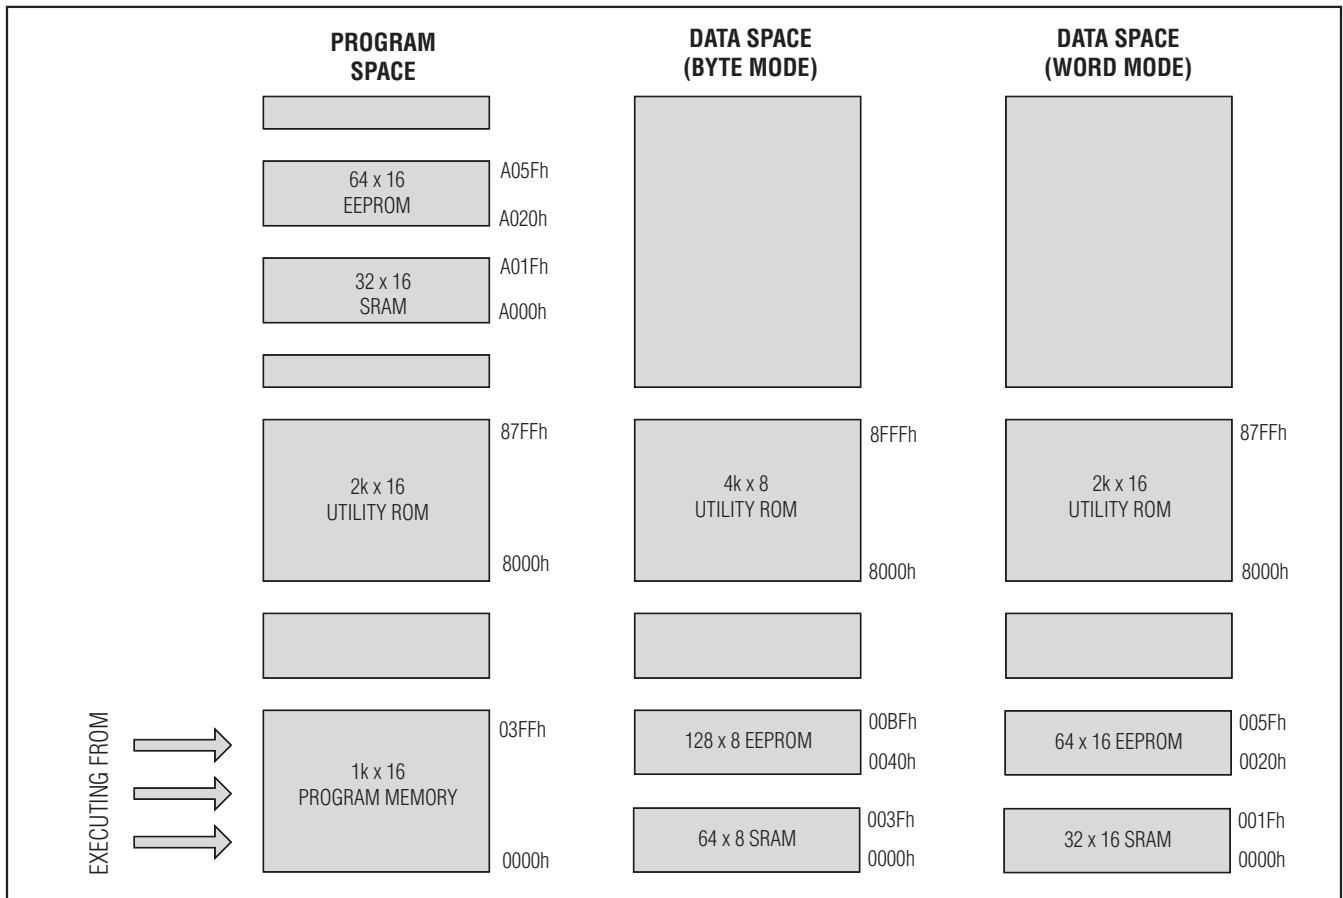 PROGRAM
SPACE
DATA SPACE
(BYTE MODE)
DATA SPACE
(WORD MODE)
A05Fh
64 x 16
EEPROM
A020h
A01Fh
32 x 16
SRAM
A000h
87FFh
2k x 16
UTILITY ROM
8000h
8FFFh
4k x 8
UTILITY ROM
8000h
87FFh
2k x 16
UTILITY ROM
8000h
EXECUTING FROM
03FFh
1k x 16
PROGRAM MEMORY
0000h
00BFh
128 x 8 EEPROM
0040h
003Fh
64 x 8 SRAM
0000h
005Fh
64 x 16 EEPROM
0020h
001Fh
32 x 16 SRAM
0000h